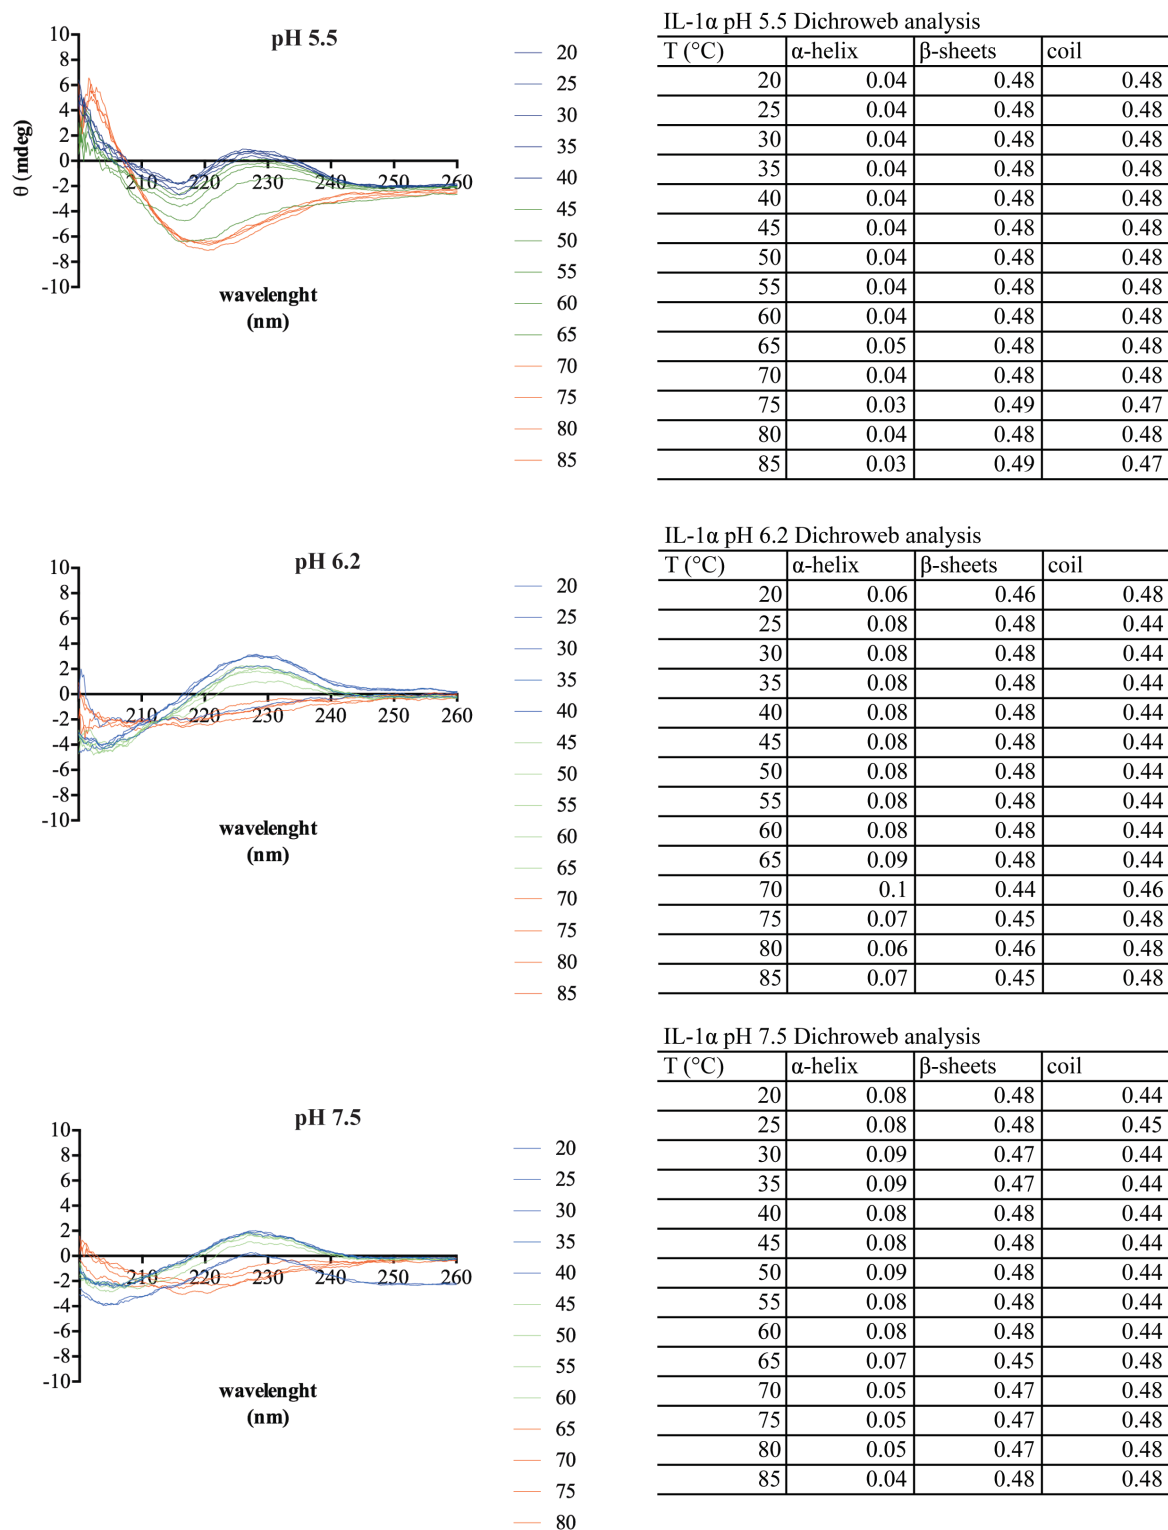 pH 5.5
10
8
6
4
2
0
-2
-4
-6
-8
-10
θ (mdeg)
210 220 230 240 250 260
wavelenght
(nm)
20
25
30
35
40
45
50
55
60
65
70
75
80
85
IL-1α pH 5.5 Dichroweb analysis
T (°C) α-helix β-sheets coil
20 0.04 0.48 0.48
25 0.04 0.48 0.48
30 0.04 0.48 0.48
35 0.04 0.48 0.48
40 0.04 0.48 0.48
45 0.04 0.48 0.48
50 0.04 0.48 0.48
55 0.04 0.48 0.48
60 0.04 0.48 0.48
65 0.05 0.48 0.48
70 0.04 0.48 0.48
75 0.03 0.49 0.47
80 0.04 0.48 0.48
85 0.03 0.49 0.47
pH 6.2
10
8
6
4
2
0
-2
-4
-6
-8
-10
210 220 230 240 250 260
wavelenght
(nm)
20
25
30
35
40
45
50
55
60
65
70
75
80
85
IL-1α pH 6.2 Dichroweb analysis
T (°C) α-helix β-sheets coil
20 0.06 0.46 0.48
25 0.08 0.48 0.44
30 0.08 0.48 0.44
35 0.08 0.48 0.44
40 0.08 0.48 0.44
45 0.08 0.48 0.44
50 0.08 0.48 0.44
55 0.08 0.48 0.44
60 0.08 0.48 0.44
65 0.09 0.48 0.44
70 0.1 0.44 0.46
75 0.07 0.45 0.48
80 0.06 0.46 0.48
85 0.07 0.45 0.48
pH 7.5
10
8
6
4
2
0
-2
-4
-6
-8
-10
210 220 230 240 250 260
wavelenght
(nm)
20
25
30
35
40
45
50
55
60
65
70
75
80
IL-1α pH 7.5 Dichroweb analysis
T (°C) α-helix β-sheets coil
20 0.08 0.48 0.44
25 0.08 0.48 0.45
30 0.09 0.47 0.44
35 0.09 0.47 0.44
40 0.08 0.48 0.44
45 0.08 0.48 0.44
50 0.09 0.48 0.44
55 0.08 0.48 0.44
60 0.08 0.48 0.44
65 0.07 0.45 0.48
70 0.05 0.47 0.48
75 0.05 0.47 0.48
80 0.05 0.47 0.48
85 0.04 0.48 0.48